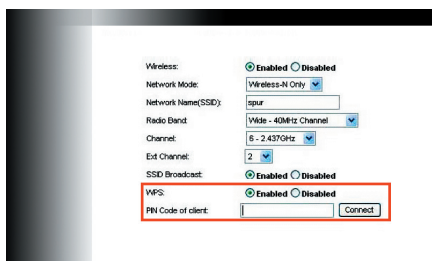 Wireless: Enabled Disabled
Network Mode: Wireless-N Only
Network Name(SSID): spur
Radio Band: Wide - 40MHz Channel
Channel: 6 - 2.437GHz
Ext Channel: 2
SSID Broadcast: Enabled Disabled
WPS: Enabled Disabled
PIN Code of client: Connect